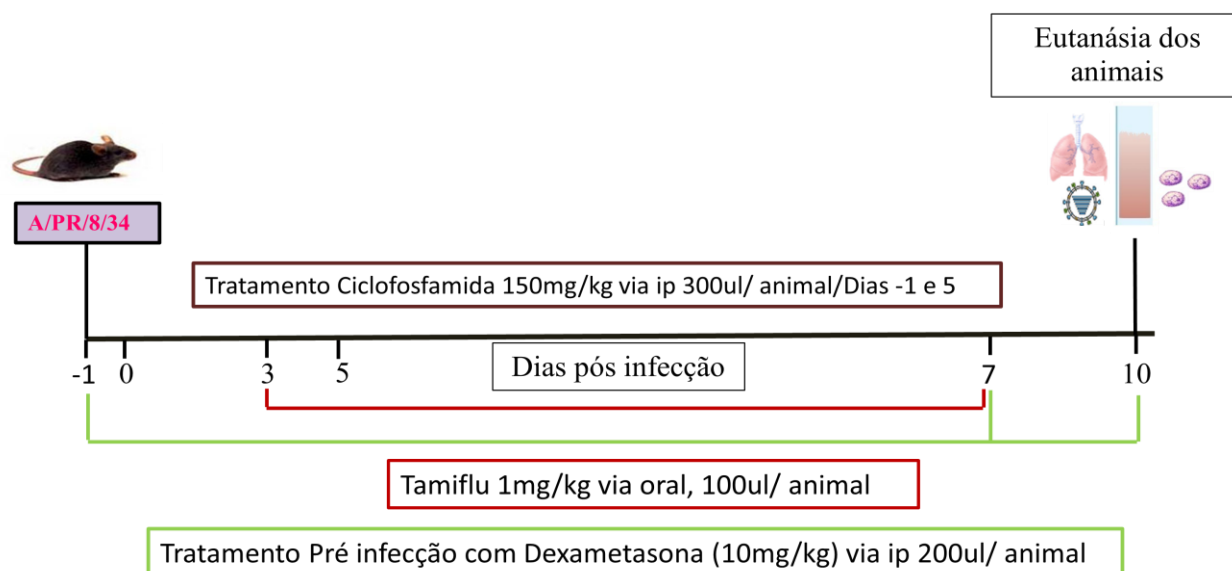 Eutanásia dos
animais
A/PR/8/34
Tratamento Ciclofosfamida 150mg/kg via ip 300ul/ animal/Dias -1 e 5
-1 0 3 5 Dias pós infecção 7 10
Tamiflu 1mg/kg via oral, 100ul/ animal
Tratamento Pré infecção com Dexametasona (10mg/kg) via ip 200ul/ animal